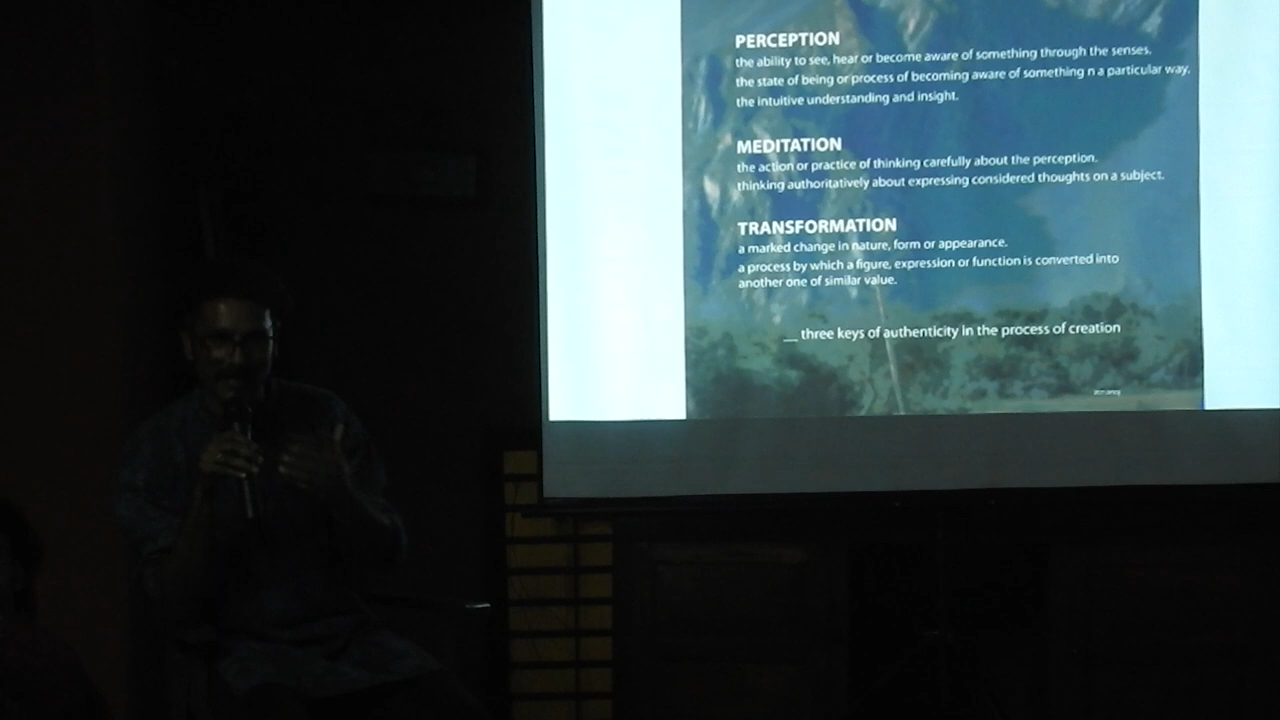 PERCEPTION
the ability to see, hear or become aware of something through the senses.
the state of being or process of becoming aware of something n a particular way.
the intuitive understanding and insight.
MEDITATION
the action or practice of thinking carefully about the perception.
thinking authoritatively about expressing considered thoughts on a subject.
TRANSFORMATION
a marked change in nature, form or appearance.
a process by which a figure, expression or function is converted into
another one of similar value.
__ three keys of authenticity in the process of creation